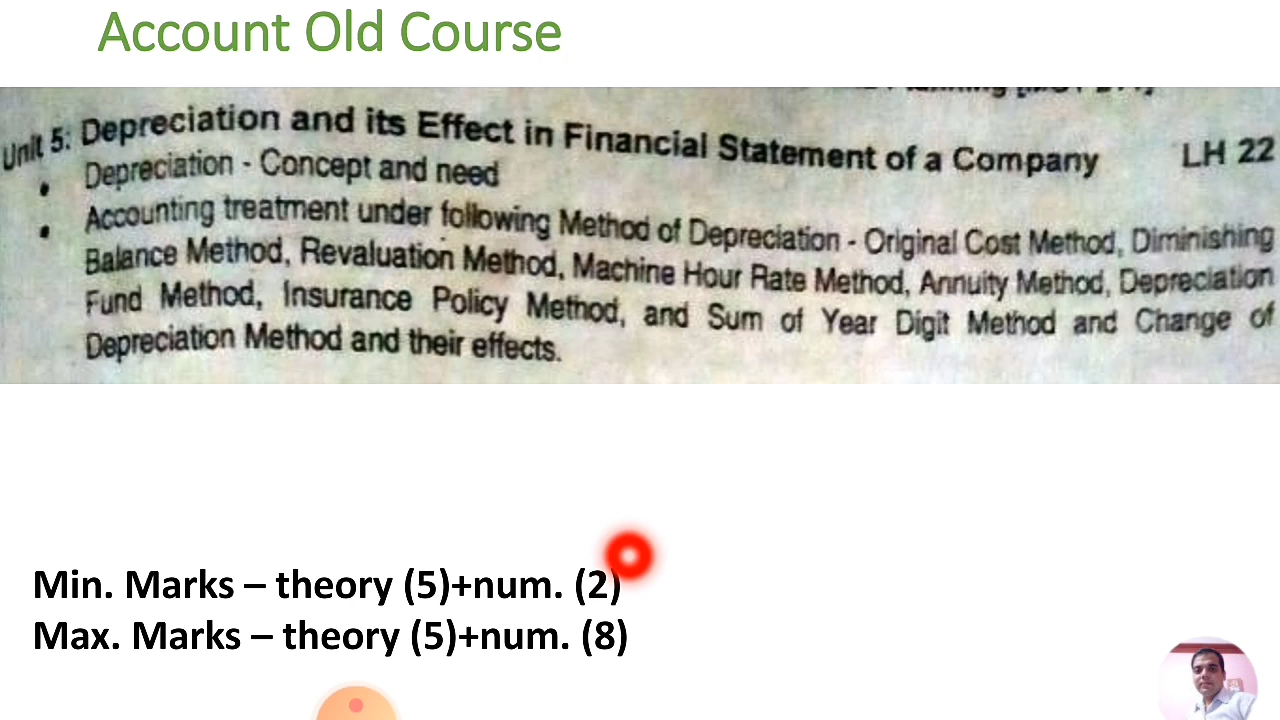 Account Old Course
Unit 5: Depreciation and its Effect in Financial Statement of a Company LH 22
• Depreciation - Concept and need
• Accounting treatment under following Method of Depreciation - Original Cost Method, Diminishing
Balance Method, Revaluation Method, Machine Hour Rate Method, Annuity Method, Depreciation
Fund Method, Insurance Policy Method, and Sum of Year Digit Method and Change of
Depreciation Method and their effects.
Min. Marks – theory (5)+num. (2)
Max. Marks – theory (5)+num. (8)